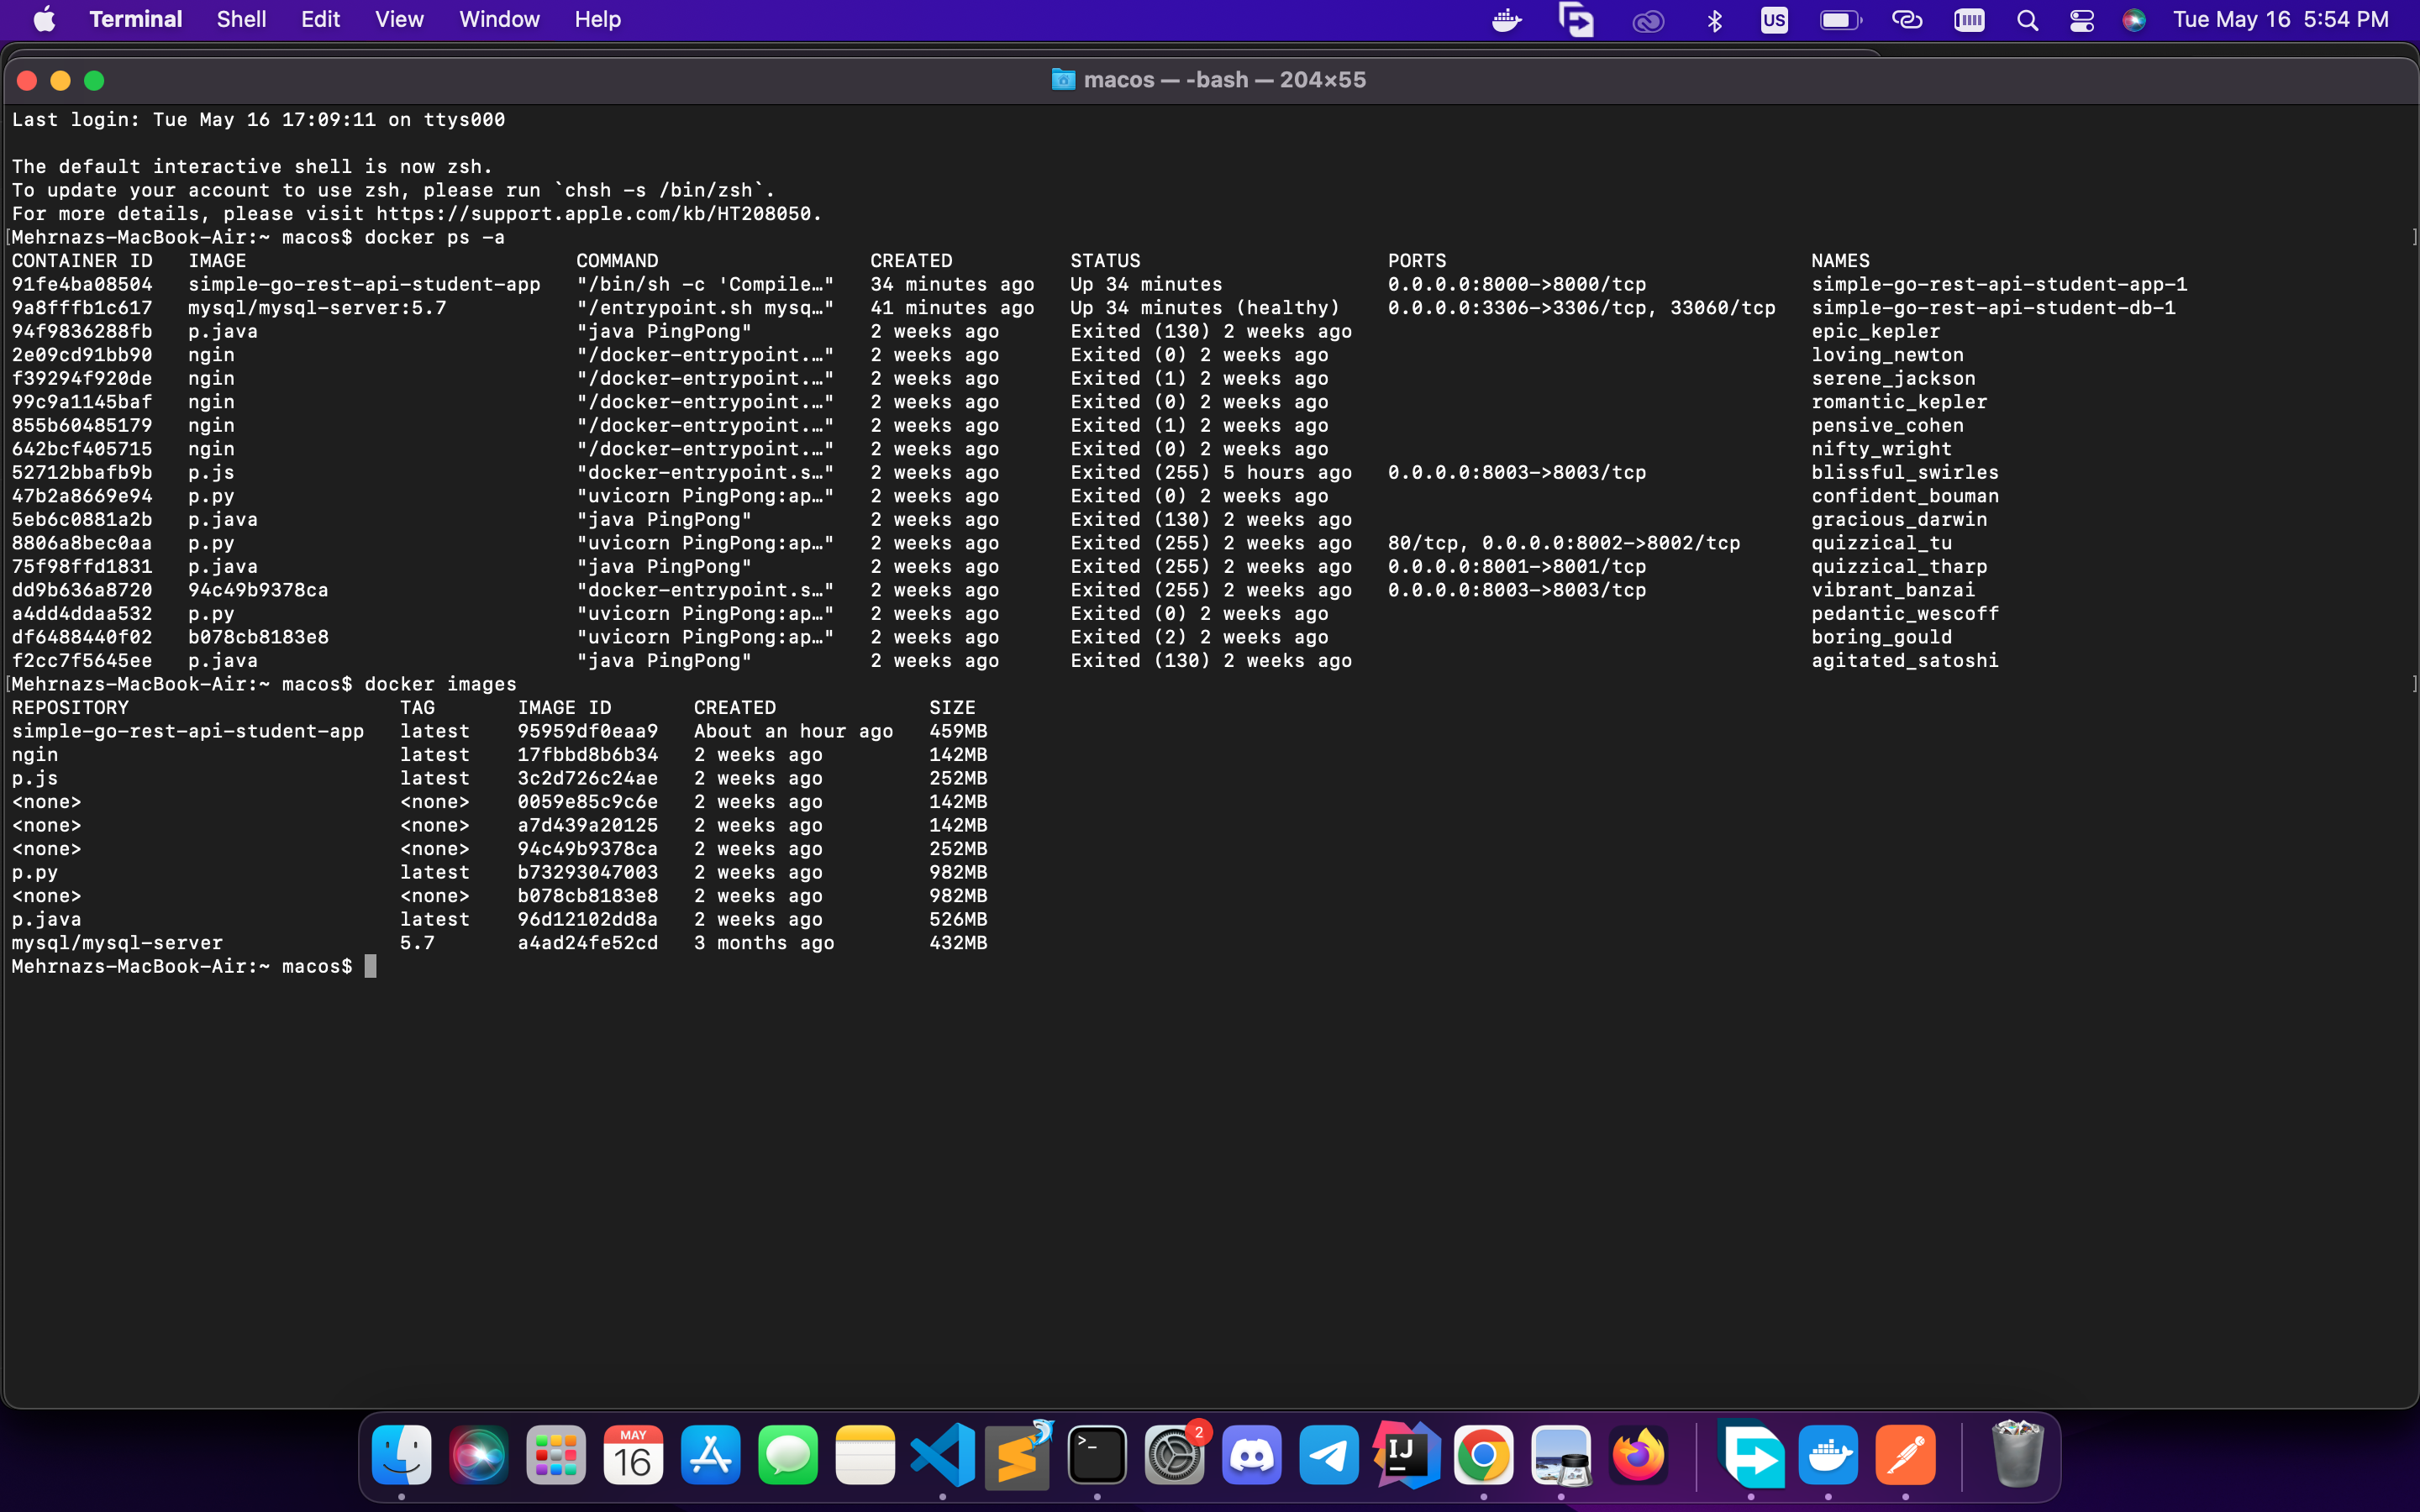 Terminal Shell Edit View Window Help US Tue May 16 5:54 PM
macos — -bash — 204×55
Last login: Tue May 16 17:09:11 on ttys000
The default interactive shell is now zsh.
To update your account to use zsh, please run `chsh -s /bin/zsh`.
For more details, please visit https://support.apple.com/kb/HT208050.
[Mehrnazs-MacBook-Air:~ macos$ docker ps -a ]
CONTAINER ID IMAGE COMMAND CREATED STATUS PORTS NAMES
91fe4ba08504 simple-go-rest-api-student-app "/bin/sh -c 'Compile…" 34 minutes ago Up 34 minutes 0.0.0.0:8000->8000/tcp simple-go-rest-api-student-app-1
9a8fffb1c617 mysql/mysql-server:5.7 "/entrypoint.sh mysq…" 41 minutes ago Up 34 minutes (healthy) 0.0.0.0:3306->3306/tcp, 33060/tcp simple-go-rest-api-student-db-1
94f9836288fb p.java "java PingPong" 2 weeks ago Exited (130) 2 weeks ago epic_kepler
2e09cd91bb90 ngin "/docker-entrypoint.…" 2 weeks ago Exited (0) 2 weeks ago loving_newton
f39294f920de ngin "/docker-entrypoint.…" 2 weeks ago Exited (1) 2 weeks ago serene_jackson
99c9a1145baf ngin "/docker-entrypoint.…" 2 weeks ago Exited (0) 2 weeks ago romantic_kepler
855b60485179 ngin "/docker-entrypoint.…" 2 weeks ago Exited (1) 2 weeks ago pensive_cohen
642bcf405715 ngin "/docker-entrypoint.…" 2 weeks ago Exited (0) 2 weeks ago nifty_wright
52712bbafb9b p.js "docker-entrypoint.s…" 2 weeks ago Exited (255) 5 hours ago 0.0.0.0:8003->8003/tcp blissful_swirles
47b2a8669e94 p.py "uvicorn PingPong:ap…" 2 weeks ago Exited (0) 2 weeks ago confident_bouman
5eb6c0881a2b p.java "java PingPong" 2 weeks ago Exited (130) 2 weeks ago gracious_darwin
8806a8bec0aa p.py "uvicorn PingPong:ap…" 2 weeks ago Exited (255) 2 weeks ago 80/tcp, 0.0.0.0:8002->8002/tcp quizzical_tu
75f98ffd1831 p.java "java PingPong" 2 weeks ago Exited (255) 2 weeks ago 0.0.0.0:8001->8001/tcp quizzical_tharp
dd9b636a8720 94c49b9378ca "docker-entrypoint.s…" 2 weeks ago Exited (255) 2 weeks ago 0.0.0.0:8003->8003/tcp vibrant_banzai
a4dd4ddaa532 p.py "uvicorn PingPong:ap…" 2 weeks ago Exited (0) 2 weeks ago pedantic_wescoff
df6488440f02 b078cb8183e8 "uvicorn PingPong:ap…" 2 weeks ago Exited (2) 2 weeks ago boring_gould
f2cc7f5645ee p.java "java PingPong" 2 weeks ago Exited (130) 2 weeks ago agitated_satoshi
[Mehrnazs-MacBook-Air:~ macos$ docker images ]
REPOSITORY TAG IMAGE ID CREATED SIZE
simple-go-rest-api-student-app latest 95959df0eaa9 About an hour ago 459MB
ngin latest 17fbbd8b6b34 2 weeks ago 142MB
p.js latest 3c2d726c24ae 2 weeks ago 252MB
<none> <none> 0059e85c9c6e 2 weeks ago 142MB
<none> <none> a7d439a20125 2 weeks ago 142MB
<none> <none> 94c49b9378ca 2 weeks ago 252MB
p.py latest b73293047003 2 weeks ago 982MB
<none> <none> b078cb8183e8 2 weeks ago 982MB
p.java latest 96d12102dd8a 2 weeks ago 526MB
mysql/mysql-server 5.7 a4ad24fe52cd 3 months ago 432MB
Mehrnazs-MacBook-Air:~ macos$
MAY
16
>_
2
IJ